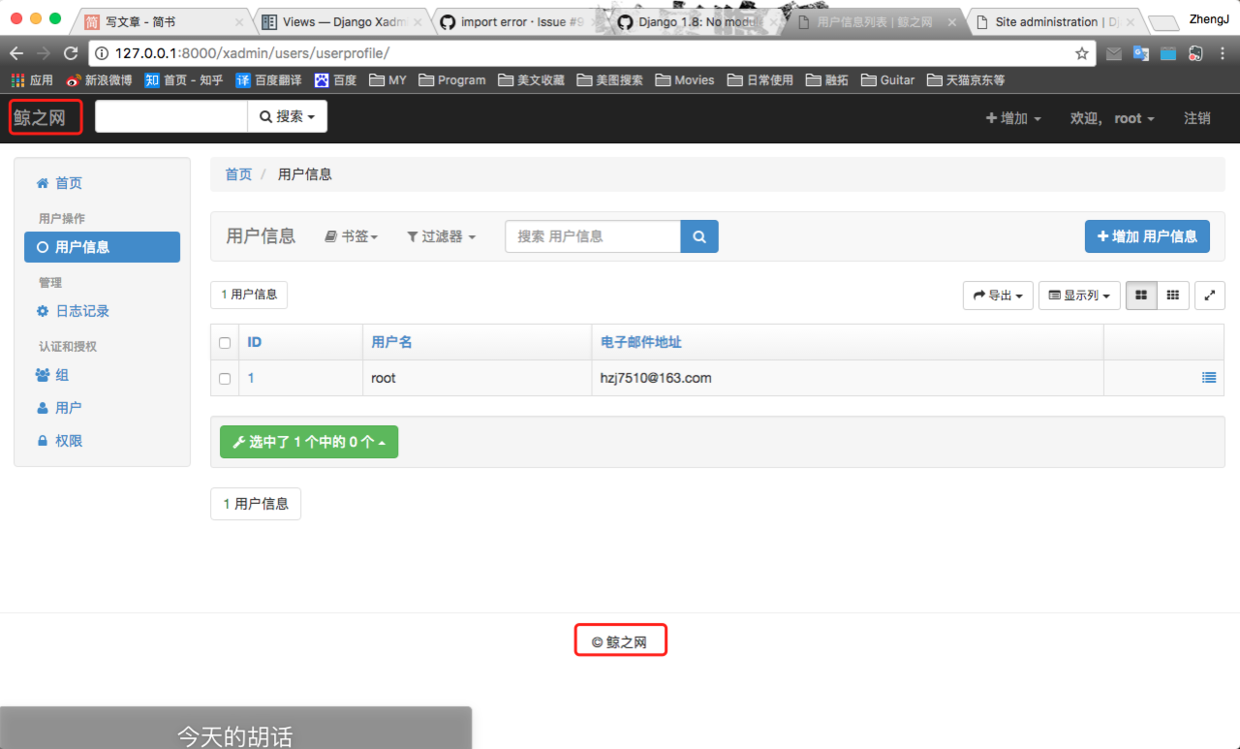 写文章 - 简书
Views — Django Xadm
import error · Issue #9
Django 1.8: No mod
用户信息列表 | 鲸之网
Site administration | Dj
ZhengJ
127.0.0.1:8000/xadmin/users/userprofile/
应用 新浪微博 知 首页 - 知乎 译 百度翻译 百度 MY Program 美文收藏 美图搜索 Movies 日常使用 融拓 Guitar 天猫京东等
鲸之网 搜索 增加 欢迎， root 注销
首页
用户操作
用户信息
管理
日志记录
认证和授权
组
用户
权限
首页 / 用户信息
用户信息 书签 过滤器 搜索 用户信息 增加 用户信息
1 用户信息 导出 显示列
ID 用户名 电子邮件地址
1 root hzj7510@163.com
选中了 1 个中的 0 个
1 用户信息
© 鲸之网
今天的胡话